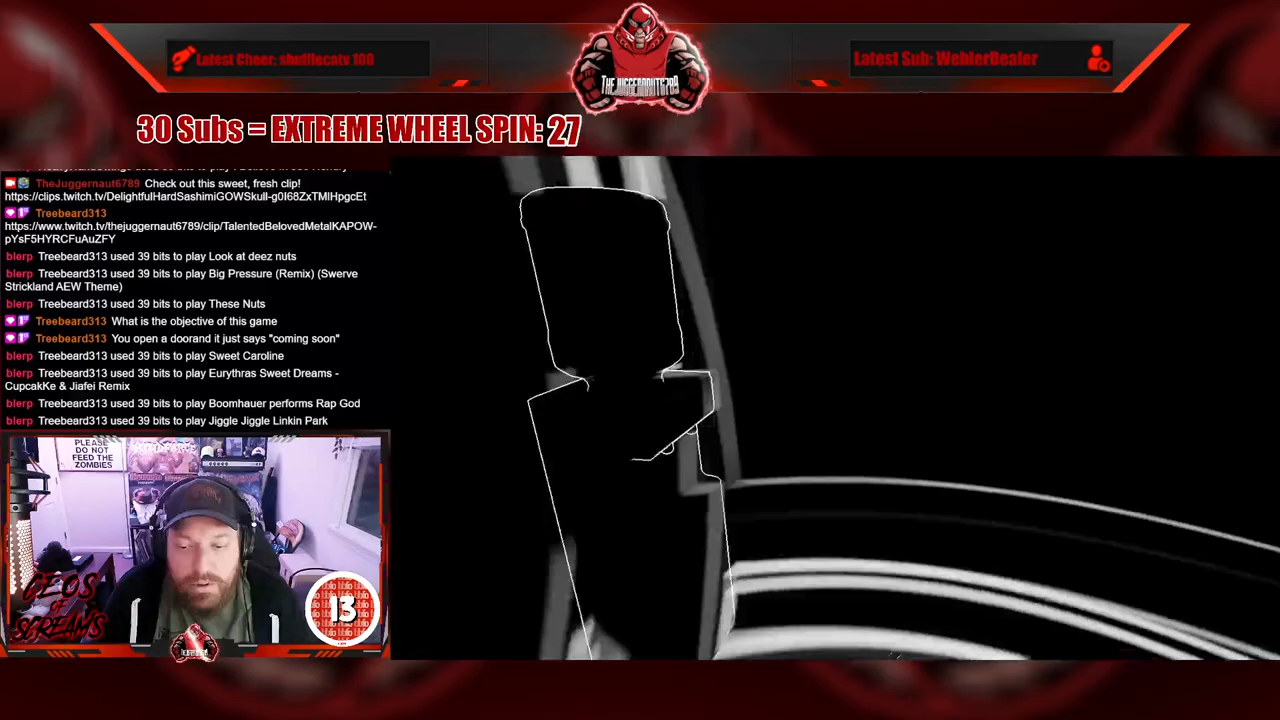 Latest Cheer: shufflecatv 100
THEJUGGERNAUT6789
Latest Sub: WehlerDealer
30 Subs = EXTREME WHEEL SPIN: 27
TheJuggernaut6789 Check out this sweet, fresh clip!
https://clips.twitch.tv/DelightfulHardSashimiGOWSkull-g0I68ZxTMlHpgcEt
Treebeard313
https://www.twitch.tv/thejuggernaut6789/clip/TalentedBelovedMetalKAPOW-
pYsF5HYRCFuAuZFY
blerp Treebeard313 used 39 bits to play Look at deez nuts
blerp Treebeard313 used 39 bits to play Big Pressure (Remix) (Swerve
Strickland AEW Theme)
blerp Treebeard313 used 39 bits to play These Nuts
Treebeard313 What is the objective of this game
Treebeard313 You open a doorand it just says "coming soon"
blerp Treebeard313 used 39 bits to play Sweet Caroline
blerp Treebeard313 used 39 bits to play Eurythras Sweet Dreams -
CupcakKe & Jiafei Remix
blerp Treebeard313 used 39 bits to play Boomhauer performs Rap God
blerp Treebeard313 used 39 bits to play Jiggle Jiggle Linkin Park
PLEASE
DO NOT
FEED THE
ZOMBIES
CEOS
OF
SCREAMS
13